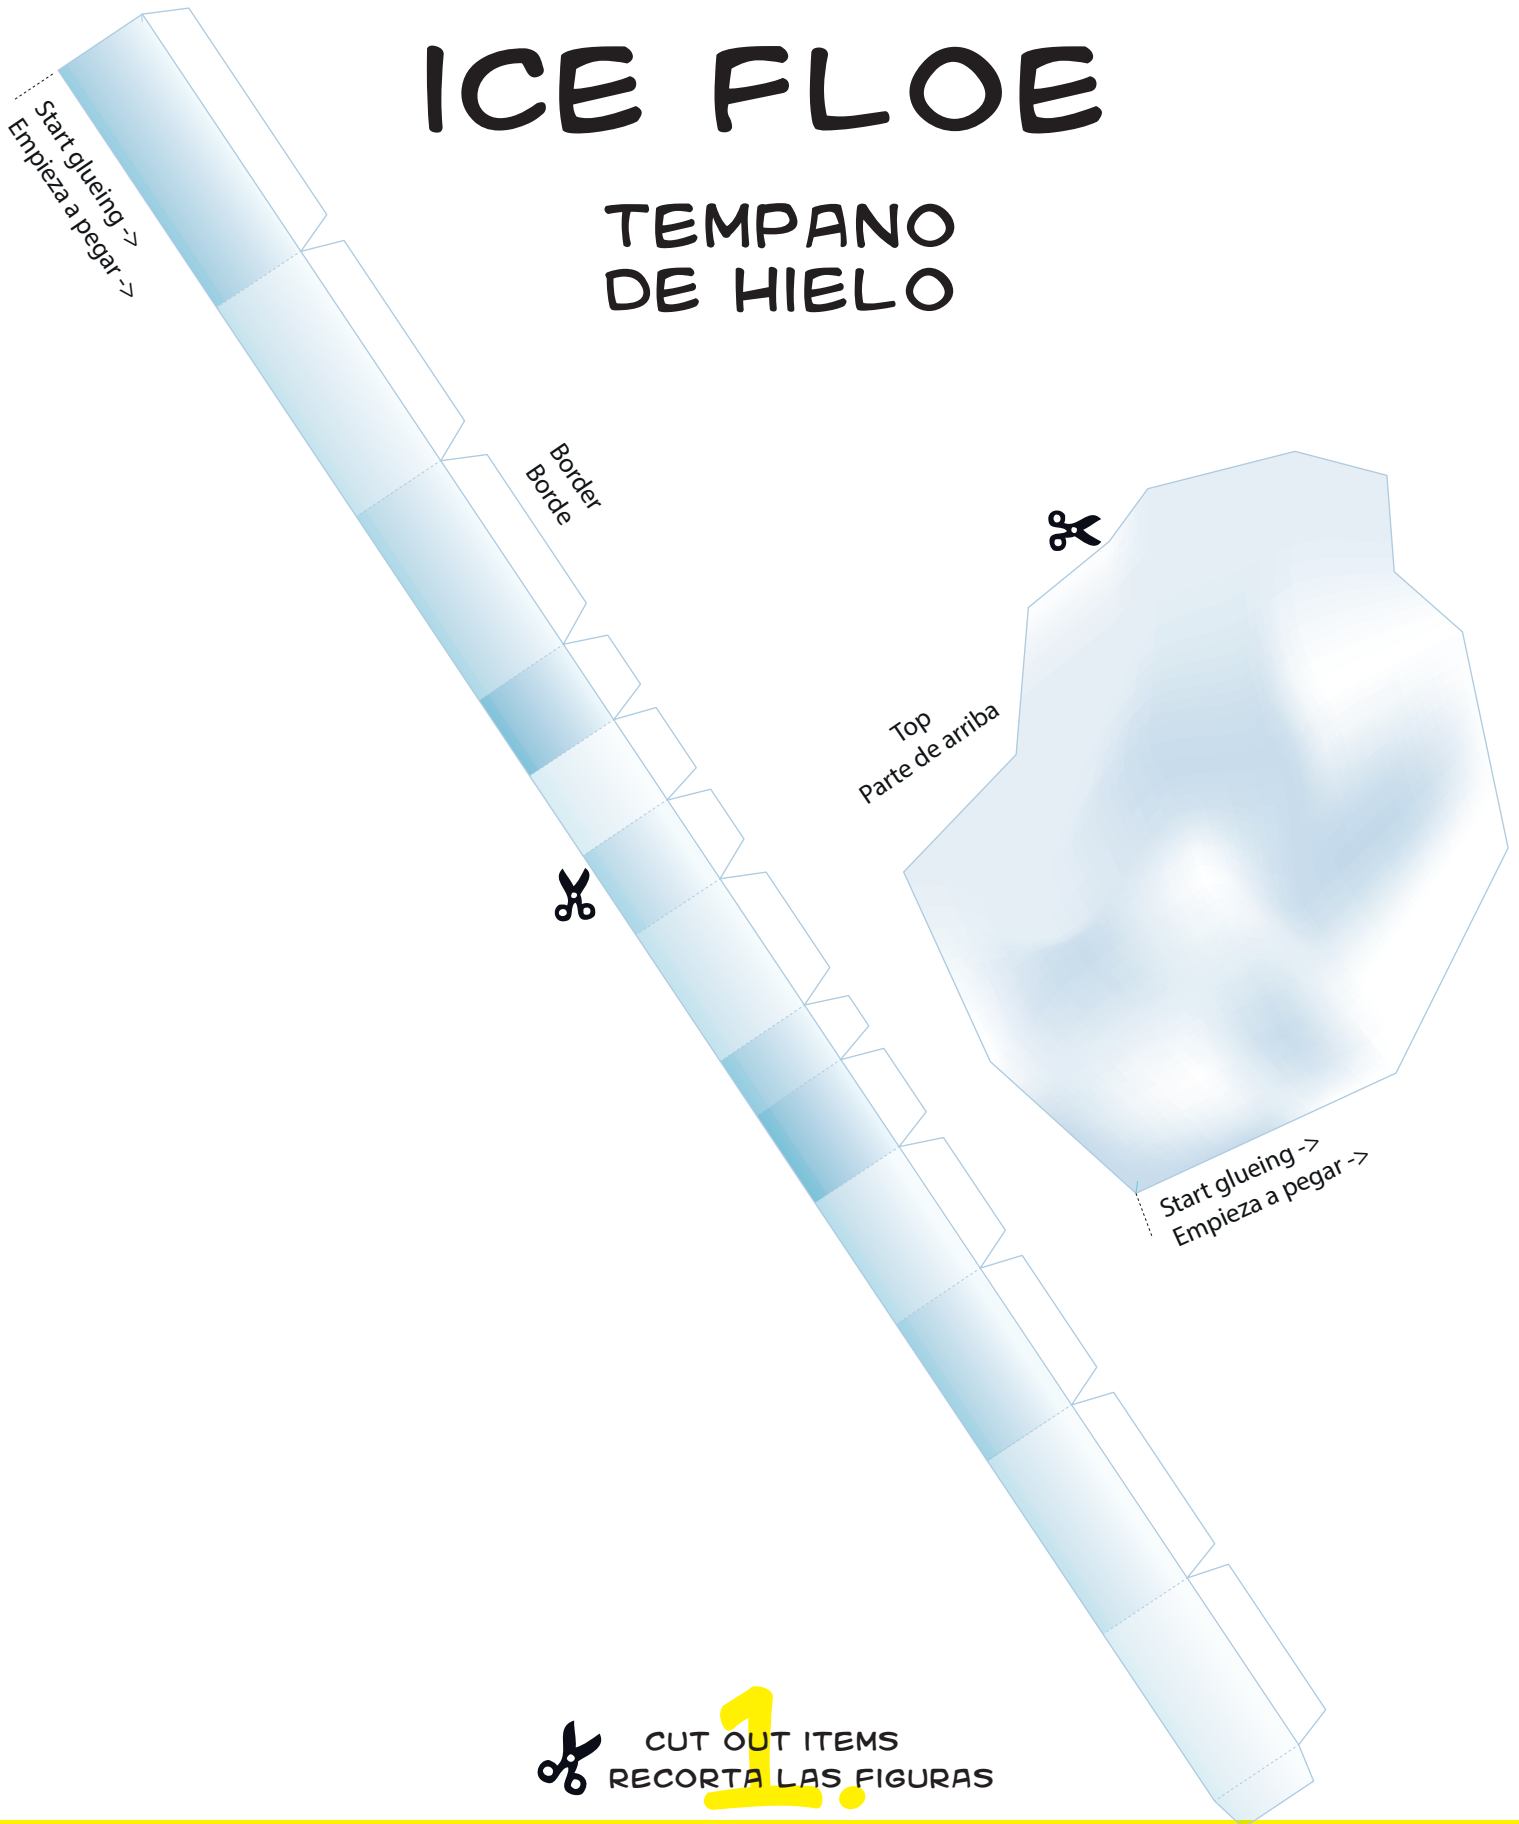 ICE FLOE
TEMPANO
DE HIELO
Start glueing ->
Empieza a pegar ->
Border
Borde
Top
Parte de arriba
Start glueing ->
Empieza a pegar ->
1.
CUT OUT ITEMS
RECORTA LAS FIGURAS